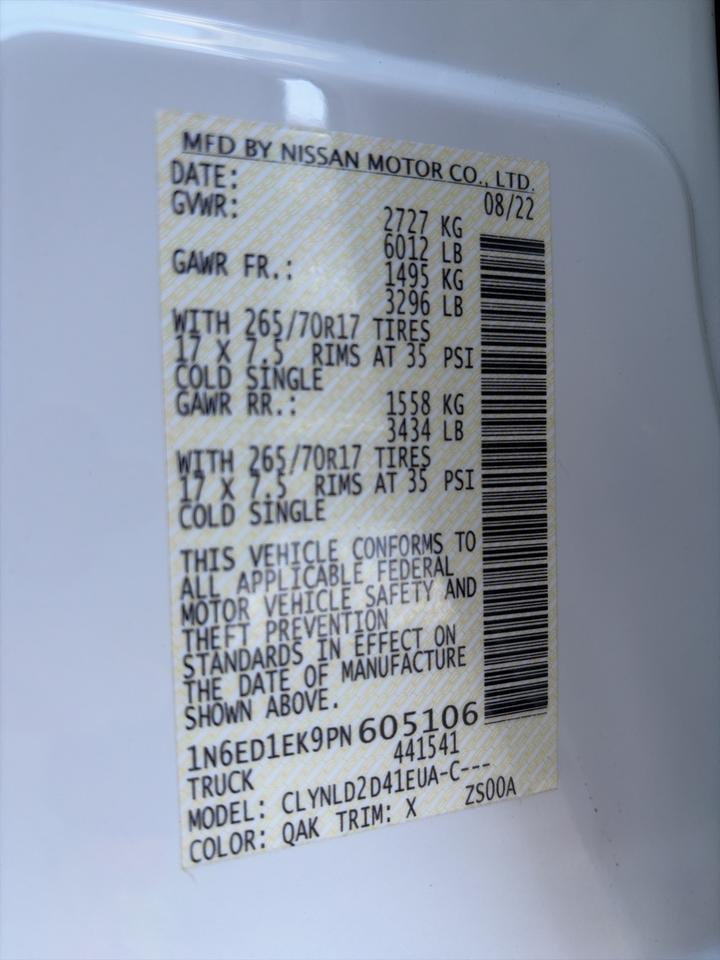 MFD BY NISSAN MOTOR CO., LTD.
DATE: 08/22
GVWR: 2727 KG
6012 LB
GAWR FR.: 1495 KG
3296 LB
WITH 265/70R17 TIRES
17 X 7.5 RIMS AT 35 PSI
COLD SINGLE
GAWR RR.: 1558 KG
3434 LB
WITH 265/70R17 TIRES
17 X 7.5 RIMS AT 35 PSI
COLD SINGLE
THIS VEHICLE CONFORMS TO
ALL APPLICABLE FEDERAL
MOTOR VEHICLE SAFETY AND
THEFT PREVENTION
STANDARDS IN EFFECT ON
THE DATE OF MANUFACTURE
SHOWN ABOVE.
1N6ED1EK9PN605106
TRUCK 441541
MODEL: CLYNLD2D41EUA-C---
COLOR: QAK TRIM: X ZS00A